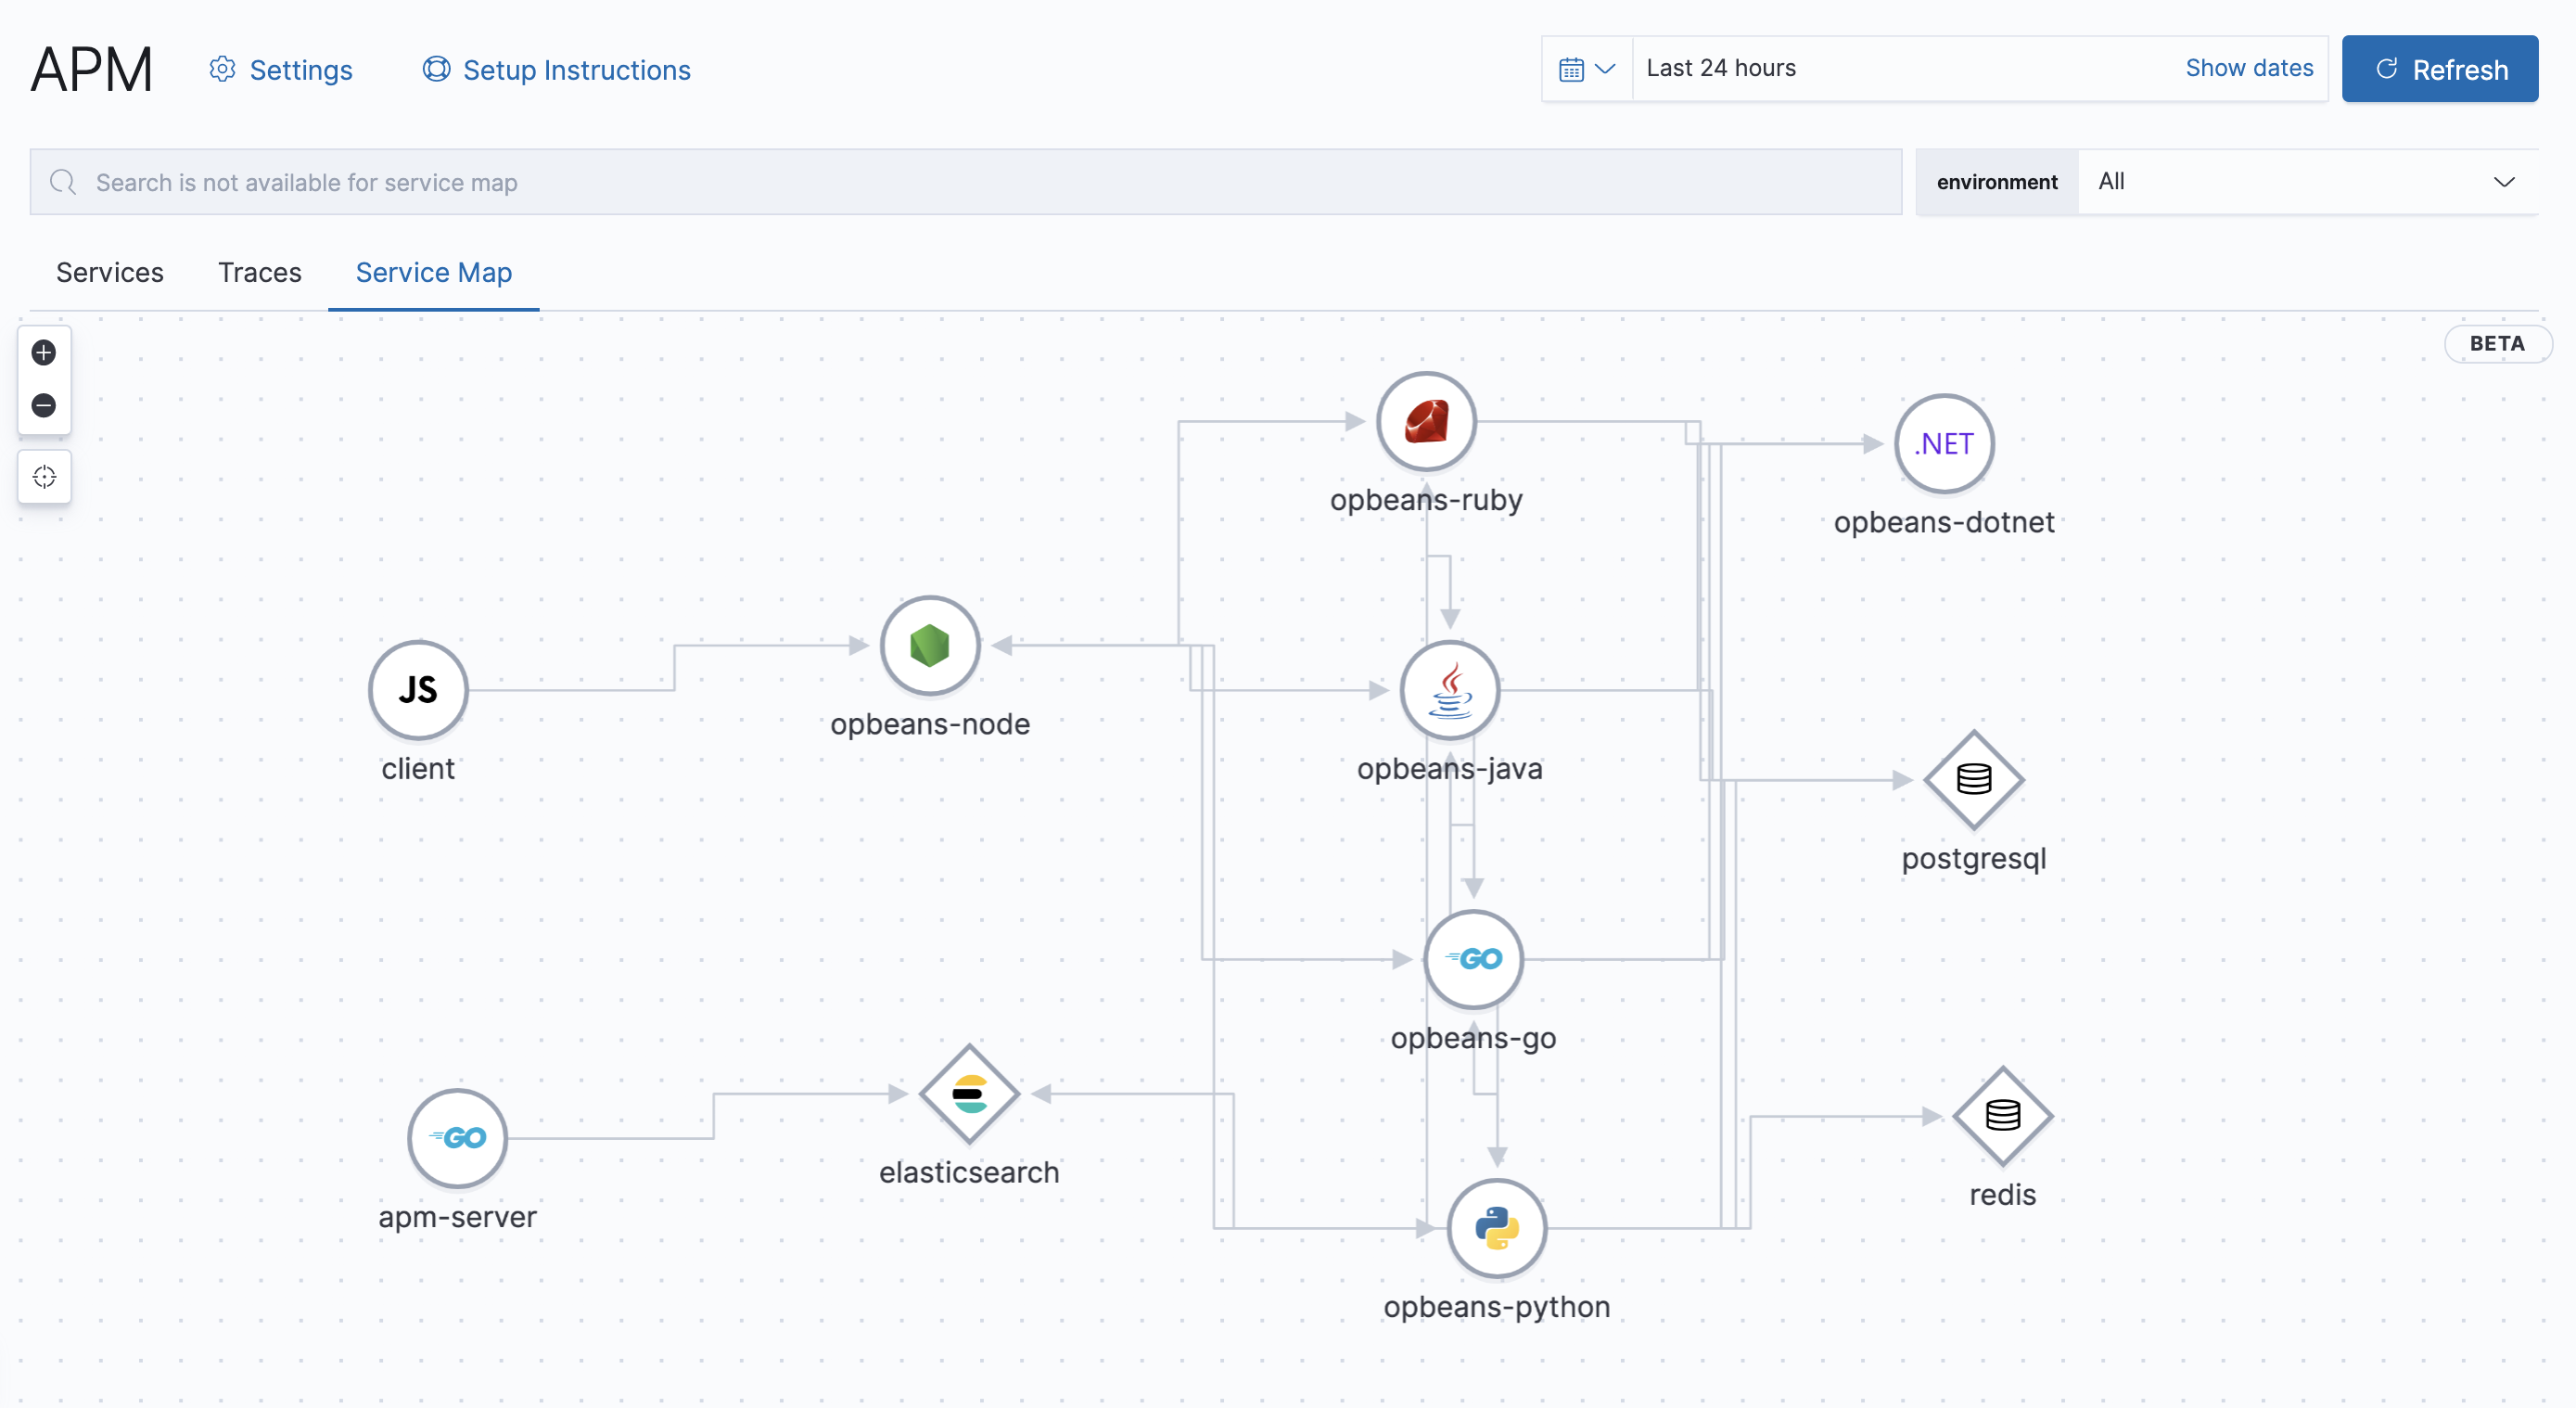 APM
Settings
Setup Instructions
Last 24 hours
Show dates
Refresh
Search is not available for service map
environment
All
Services
Traces
Service Map
BETA
opbeans-ruby
.NET
opbeans-dotnet
opbeans-node
JS
client
opbeans-java
postgresql
GO
opbeans-go
elasticsearch
GO
apm-server
redis
opbeans-python